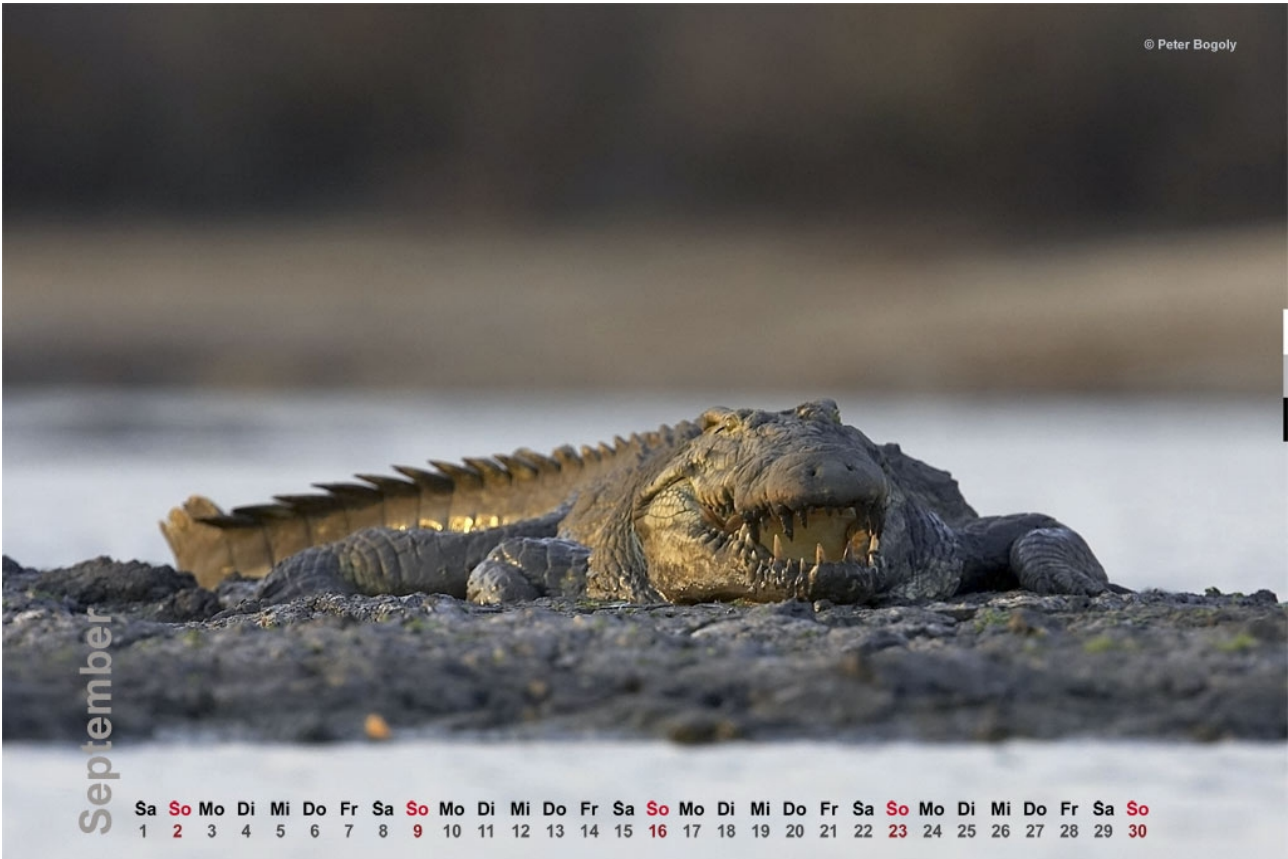 © Peter Bogoly
September
Sa So Mo Di Mi Do Fr Sa So Mo Di Mi Do Fr Sa So Mo Di Mi Do Fr Sa So Mo Di Mi Do Fr Sa So
1 2 3 4 5 6 7 8 9 10 11 12 13 14 15 16 17 18 19 20 21 22 23 24 25 26 27 28 29 30